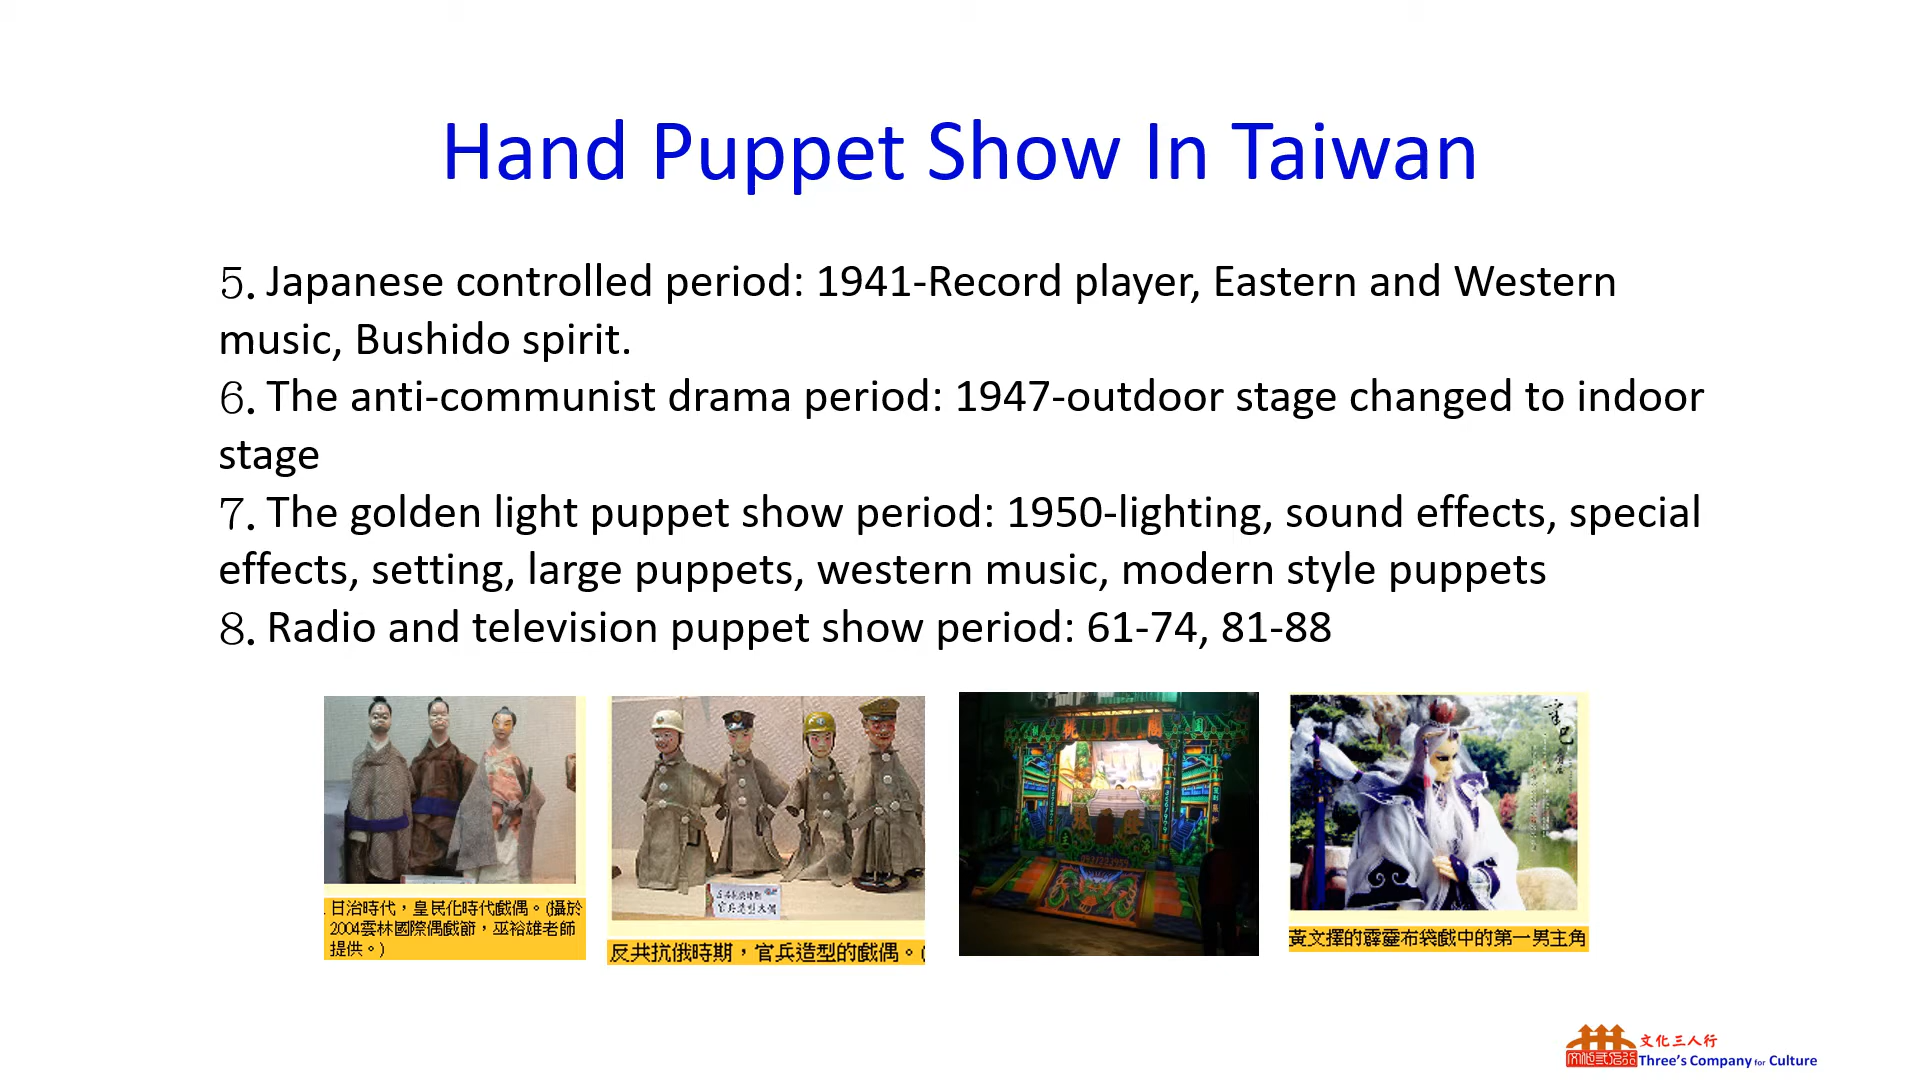 Hand Puppet Show In Taiwan
5. Japanese controlled period: 1941-Record player, Eastern and Western
music, Bushido spirit.
6. The anti-communist drama period: 1947-outdoor stage changed to indoor
stage
7. The golden light puppet show period: 1950-lighting, sound effects, special
effects, setting, large puppets, western music, modern style puppets
8. Radio and television puppet show period: 61-74, 81-88
日治時代，皇民化時代戲偶。(攝於
2004雲林國際偶戲節，巫裕雄老師
提供。)
官兵造型木偶
反共抗俄時期，官兵造型的戲偶。(
黃文擇的霹靂布袋戲中的第一男主角
文化三人行
Three's Company for Culture